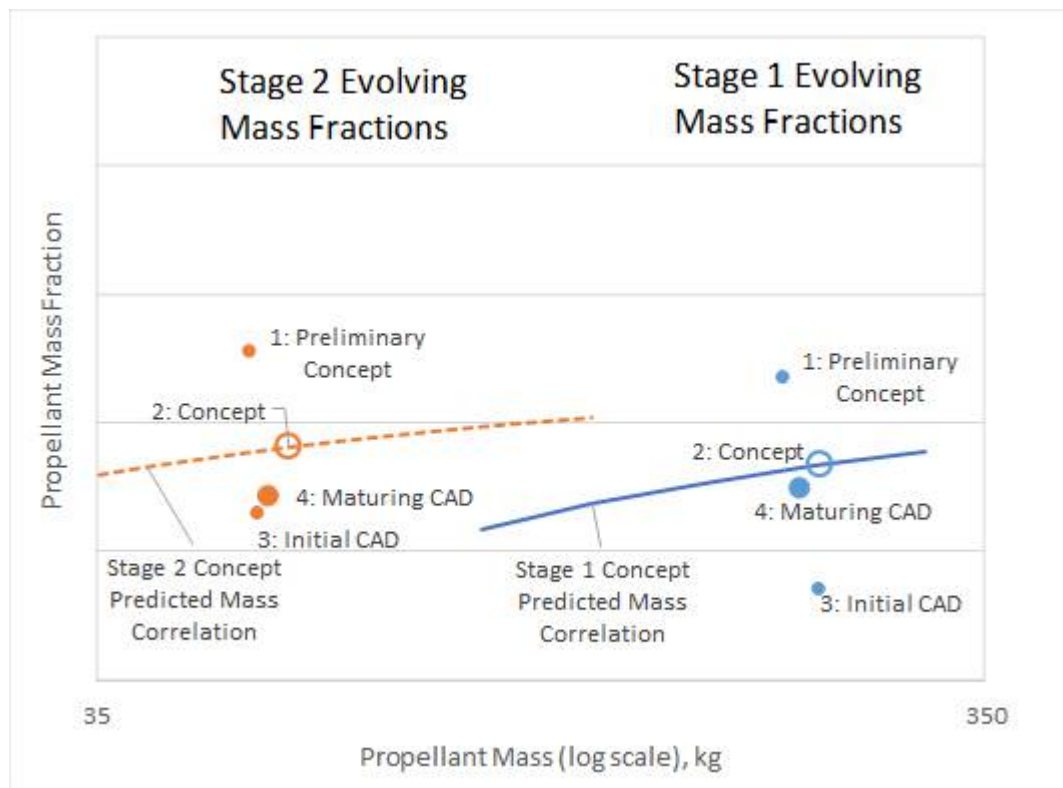 Stage 2 Evolving
Mass Fractions
Stage 1 Evolving
Mass Fractions
Propellant Mass Fraction
1: Preliminary
Concept
2: Concept
4: Maturing CAD
3: Initial CAD
Stage 2 Concept
Predicted Mass
Correlation
1: Preliminary
Concept
2: Concept
4: Maturing CAD
3: Initial CAD
Stage 1 Concept
Predicted Mass
Correlation
35
350
Propellant Mass (log scale), kg